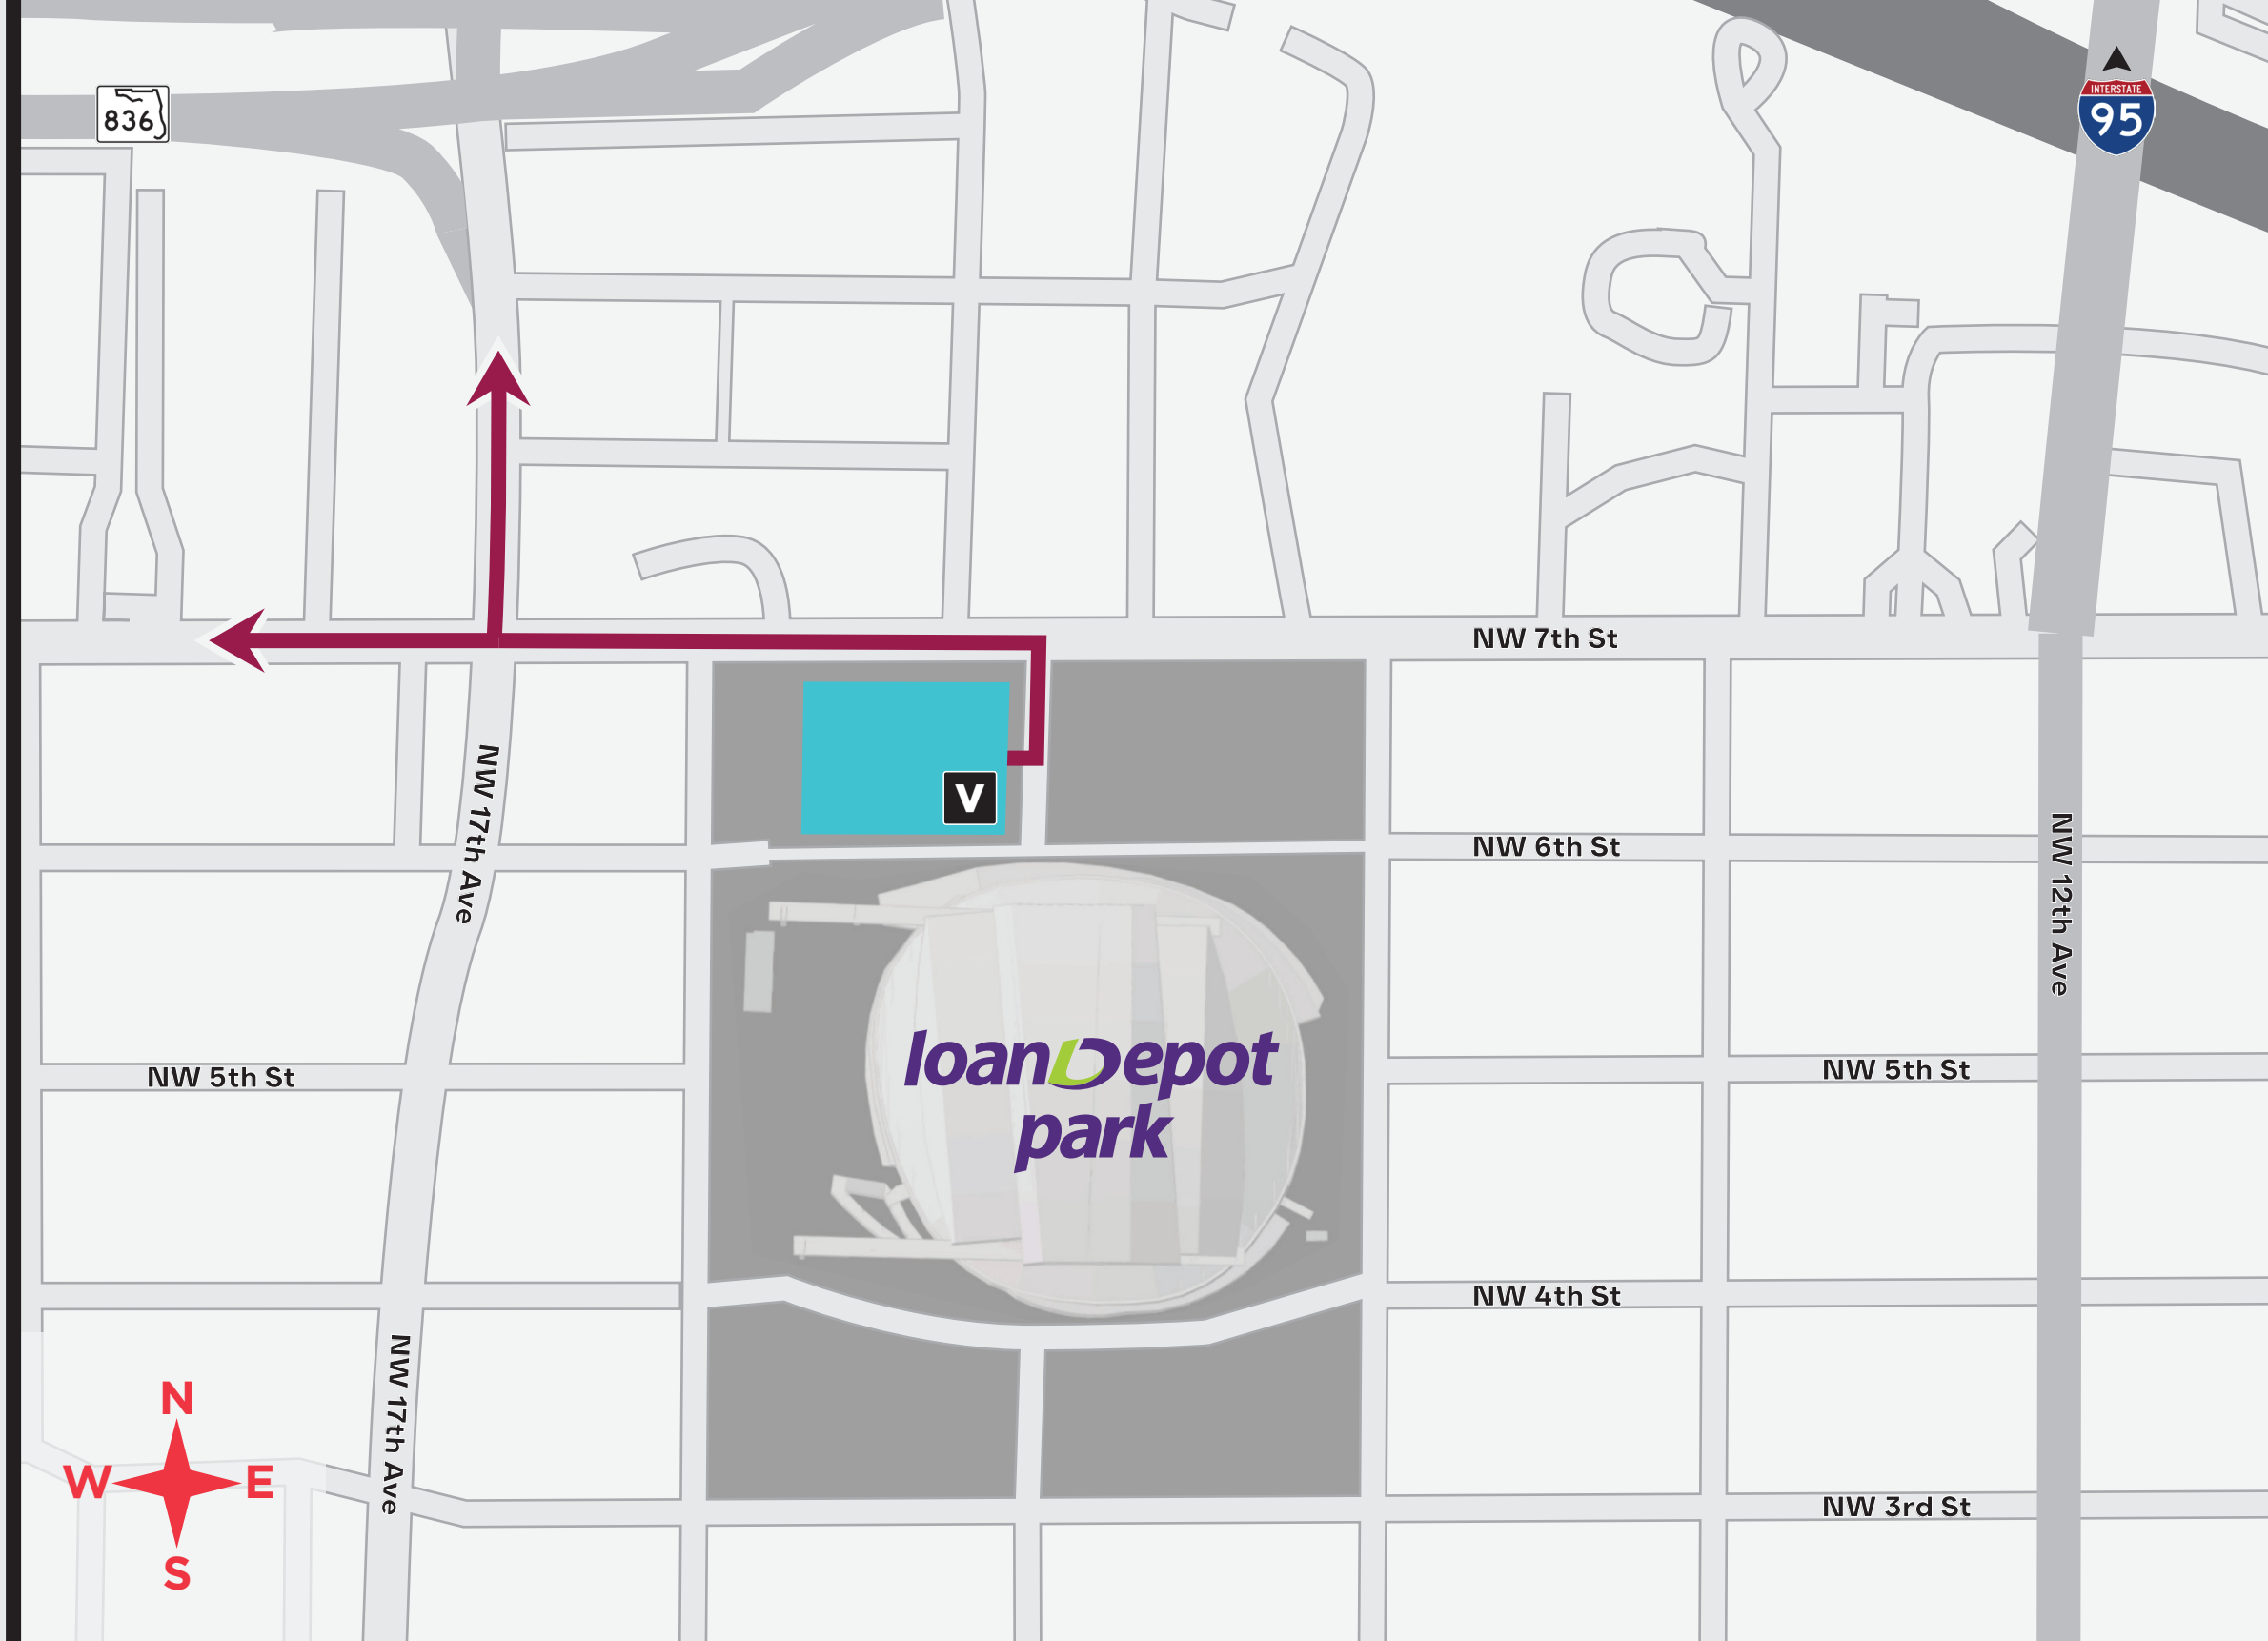 836
INTERSTATE
95
NW 7th St
NW 17th Ave
V
NW 6th St
NW 12th Ave
loanDepot
park
NW 5th St
NW 5th St
NW 4th St
NW 17th Ave
N
W E
S
NW 3rd St